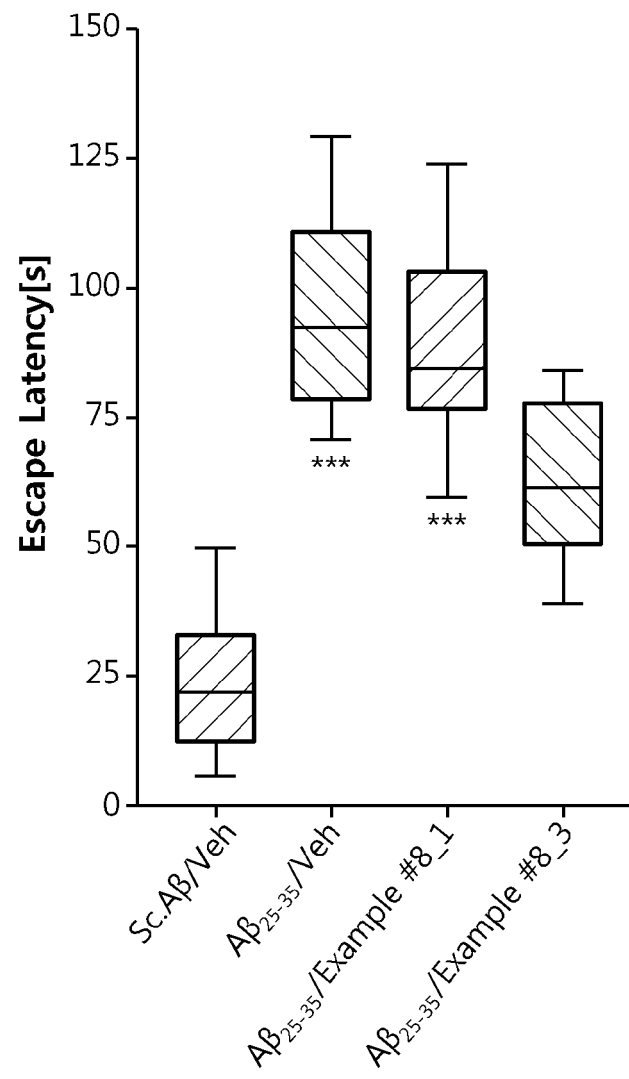 Escape Latency[s]
150
125
100
75
50
25
0
***
***
Sc.Aβ/Veh
Aβ25-35/Veh
Aβ25-35/Example #8_1
Aβ25-35/Example #8_3